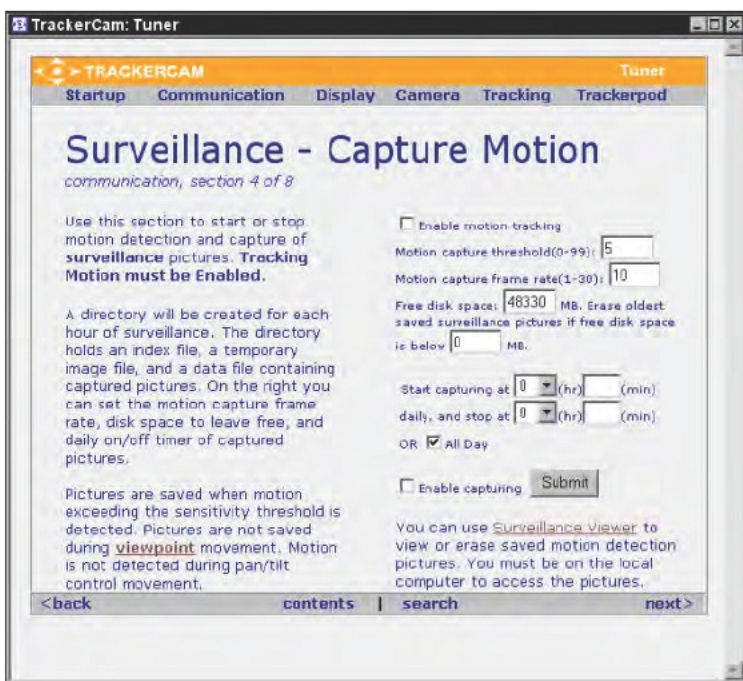 TrackerCam: Tuner
TRACKERCAM
Tuner
Startup Communication Display Camera Tracking Trackerpod
Surveillance - Capture Motion
communication, section 4 of 8
Use this section to start or stop
motion detection and capture of
surveillance pictures. Tracking
Motion must be Enabled.
A directory will be created for each
hour of surveillance. The directory
holds an index file, a temporary
image file, and a data file containing
captured pictures. On the right you
can set the motion capture frame
rate, disk space to leave free, and
daily on/off timer of captured
pictures.
Pictures are saved when motion
exceeding the sensitivity threshold is
detected. Pictures are not saved
during viewpoint movement. Motion
is not detected during pan/tilt
control movement.
Enable motion tracking
Motion capture threshold(0-99): 5
Motion capture frame rate(1-30): 10
Free disk space: 48330 MB. Erase oldest
saved surveillance pictures if free disk space
is below 0 MB.
Start capturing at 0 (hr) (min)
daily, and stop at 0 (hr) (min)
OR All Day
Enable capturing Submit
You can use Surveillance Viewer to
view or erase saved motion detection
pictures. You must be on the local
computer to access the pictures.
<back contents | search next>